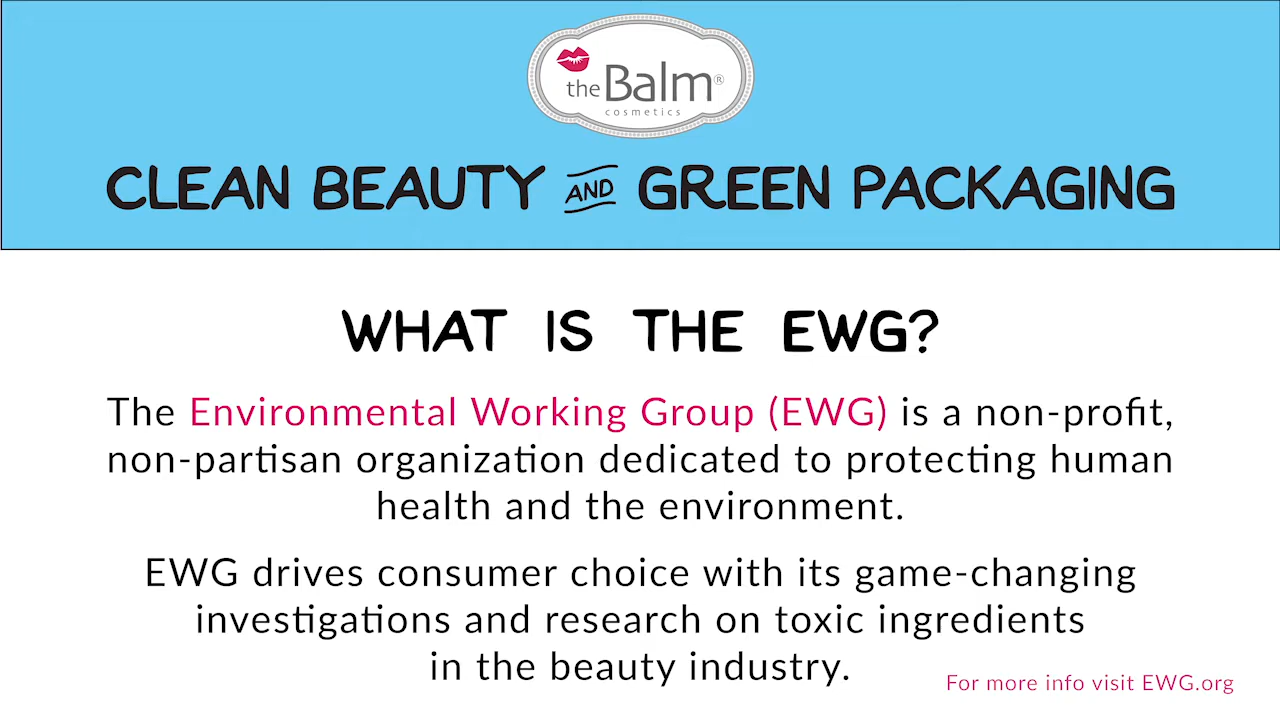 the Balm®
cosmetics
CLEAN BEAUTY AND GREEN PACKAGING
WHAT IS THE EWG?
The Environmental Working Group (EWG) is a non-profit,
non-partisan organization dedicated to protecting human
health and the environment.
EWG drives consumer choice with its game-changing
investigations and research on toxic ingredients
in the beauty industry.
For more info visit EWG.org